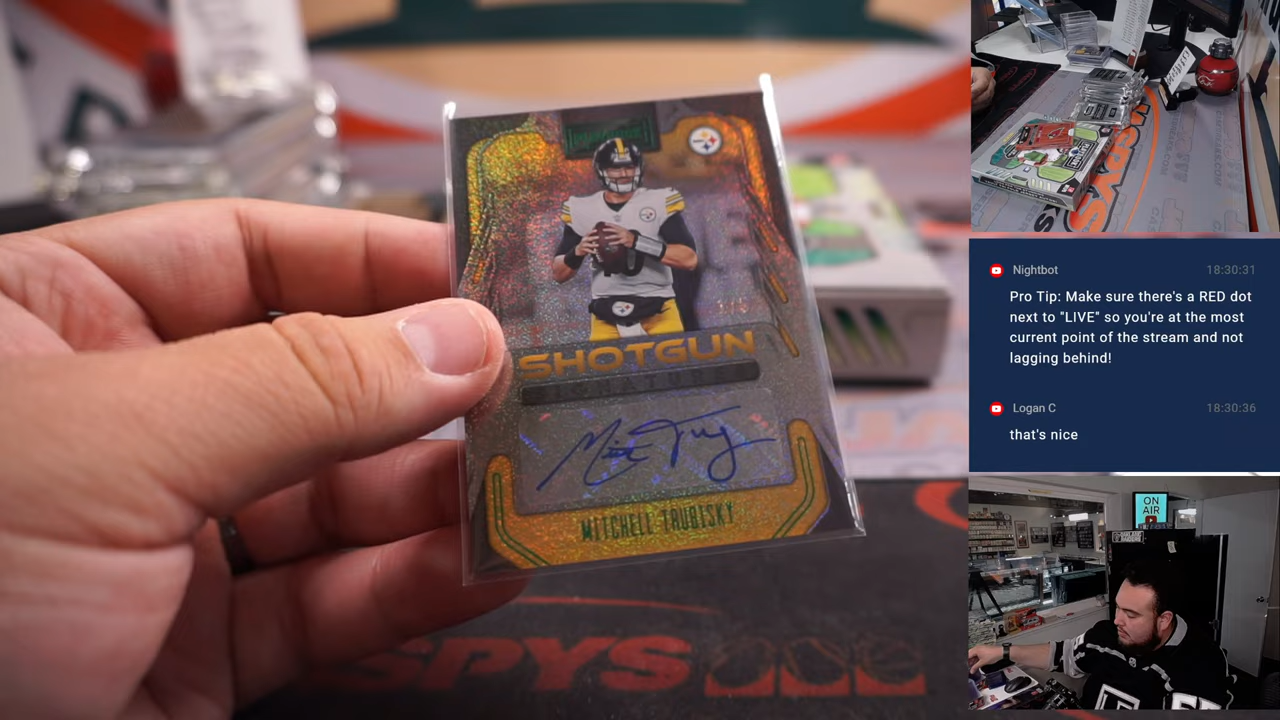 SHOTGUN
MITCHELL TRUBISKY
SPYS
Nightbot
18:30:31
Pro Tip: Make sure there's a RED dot
next to "LIVE" so you're at the most
current point of the stream and not
lagging behind!
Logan C
18:30:36
that's nice
ON
AIR